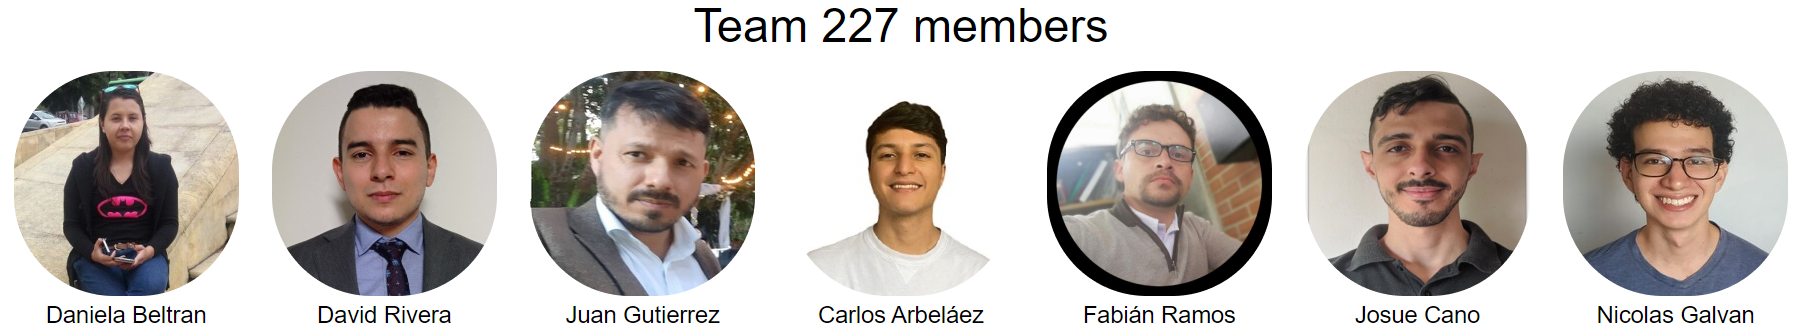 Team 227 members
Daniela Beltran
David Rivera
Juan Gutierrez
Carlos Arbeláez
Fabián Ramos
Josue Cano
Nicolas Galvan